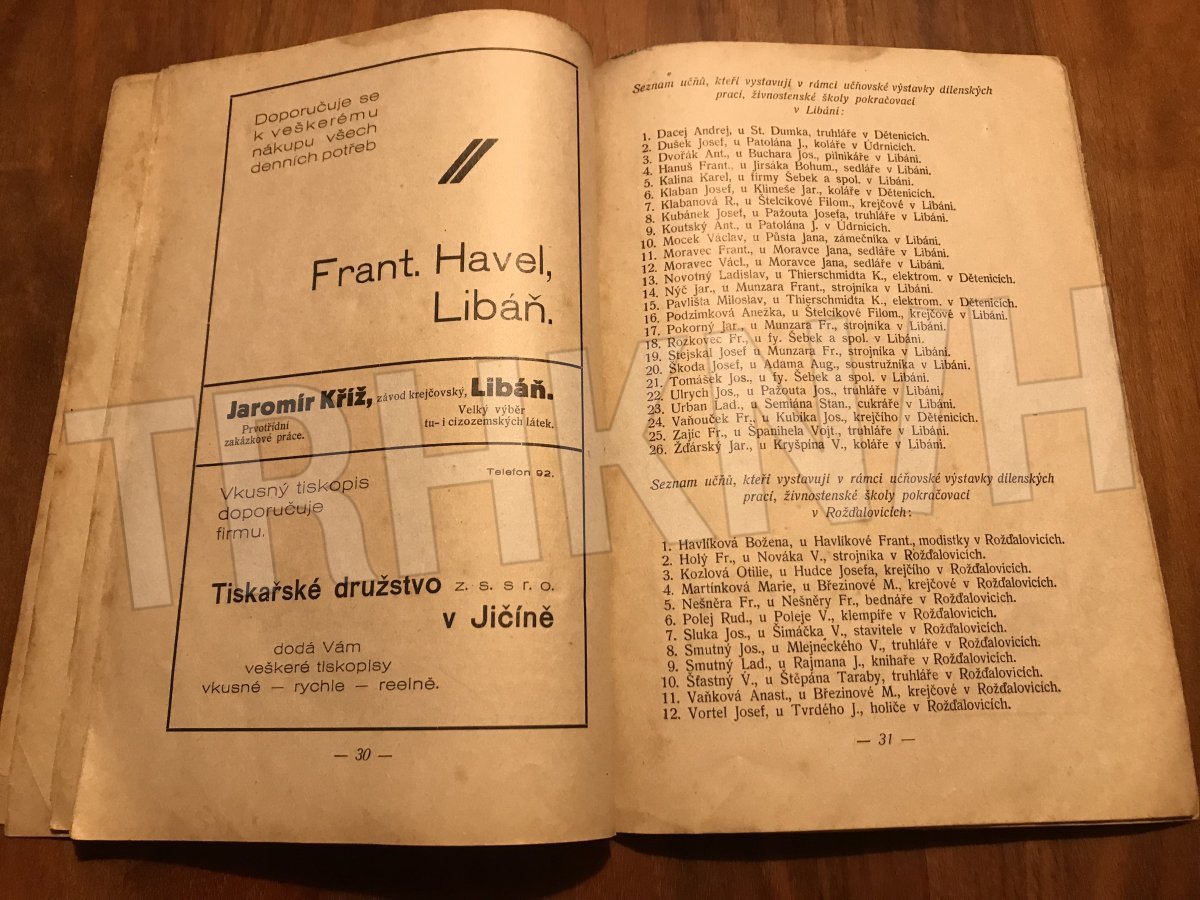 Doporučuje se
k veškerému
nákupu všech
denních potřeb
Frant. Havel,
Libáň.
Jaromír Kříž, závod krejčovský, Libáň.
Prvotřídní
zakázkové práce.
Velký výběr
tu- i cizozemských látek.
Telefon 92.
Vkusný tiskopis
doporučuje
firmu.
Tiskařské družstvo z. s. s r. o.
v Jičíně
dodá Vám
veškeré tiskopisy
vkusné — rychle — reelně.
— 30 —
Seznam učňů, kteří vystavují v rámci učňovské výstavky dílenských
prací, živnostenské školy pokračovací
v Libáni:
1. Dacej Andrej, u St. Dumka, truhláře v Dětenicích.
2. Dušek Josef, u Patolána J., koláře v Údrnicích.
3. Dvořák Ant., u Buchara Jos., pilníkáře v Libáni.
4. Hanuš Frant., u Jirsáka Bohum., sedláře v Libáni.
5. Kalina Karel, u firmy Šebek a spol. v Libáni.
6. Klaban Josef, u Klimeše Jar., koláře v Dětenicích.
7. Klabanová R., u Štelcíkové Filom., krejčové v Libáni.
8. Kubánek Josef, u Pažouta Josefa, truhláře v Libáni.
9. Koutský Ant., u Patolána J. v Údrnicích.
10. Mocek Václav, u Půsta Jana, zámečníka v Libáni.
11. Moravec Frant., u Moravce Jana, sedláře v Libáni.
12. Moravec Václ., u Moravce Jana, sedláře v Libáni.
13. Novotný Ladislav, u Thierschmidta K., elektrom. v Dětenicích.
14. Nýč Jar., u Munzara Frant., strojníka v Libáni.
15. Pavlišta Miloslav, u Thierschmidta K., elektrom. v Dětenicích.
16. Podzimková Anežka, u Štelcíkové Filom., krejčové v Libáni.
17. Pokorný Jar., u Munzara Fr., strojníka v Libáni.
18. Rožkovec Fr., u fy. Šebek a spol. v Libáni.
19. Stejskal Josef u Munzara Fr., strojníka v Libáni.
20. Škoda Josef, u Adama Aug., soustružníka v Libáni.
21. Tomášek Jos., u fy. Šebek a spol. v Libáni.
22. Ulrych Jos., u Pažouta Jos., truhláře v Libáni.
23. Urban Lad., u Semiána Stan., cukráře v Libáni.
24. Vaňouček Fr., u Kubíka Jos., krejčího v Dětenicích.
25. Zajíc Fr., u Španihela Vojt., truhláře v Libáni.
26. Žďárský Jar., u Kryšpína V., koláře v Libáni.
Seznam učňů, kteří vystavují v rámci učňovské výstavky dílenských
prací, živnostenské školy pokračovací
v Rožďalovicích:
1. Havlíková Božena, u Havlíkové Frant., modistky v Rožďalovicích.
2. Holý Fr., u Nováka V., strojníka v Rožďalovicích.
3. Kozlová Otilie, u Hudce Josefa, krejčího v Rožďalovicích.
4. Martínková Marie, u Březinové M., krejčové v Rožďalovicích.
5. Nešněra Fr., u Nešněry Fr., bednáře v Rožďalovicích.
6. Polej Rud., u Poleje V., klempíře v Rožďalovicích.
7. Sluka Jos., u Šimáčka V., stavitele v Rožďalovicích.
8. Smutný Jos., u Mlejneckého V., truhláře v Rožďalovicích.
9. Smutný Lad., u Rajmana J., knihaře v Rožďalovicích.
10. Šťastný V., u Štěpána Taraby, truhláře v Rožďalovicích.
11. Vaňková Anast., u Březinové M., krejčové v Rožďalovicích.
12. Vortel Josef, u Tvrdého J., holiče v Rožďalovicích.
— 31 —
TRHKNIH